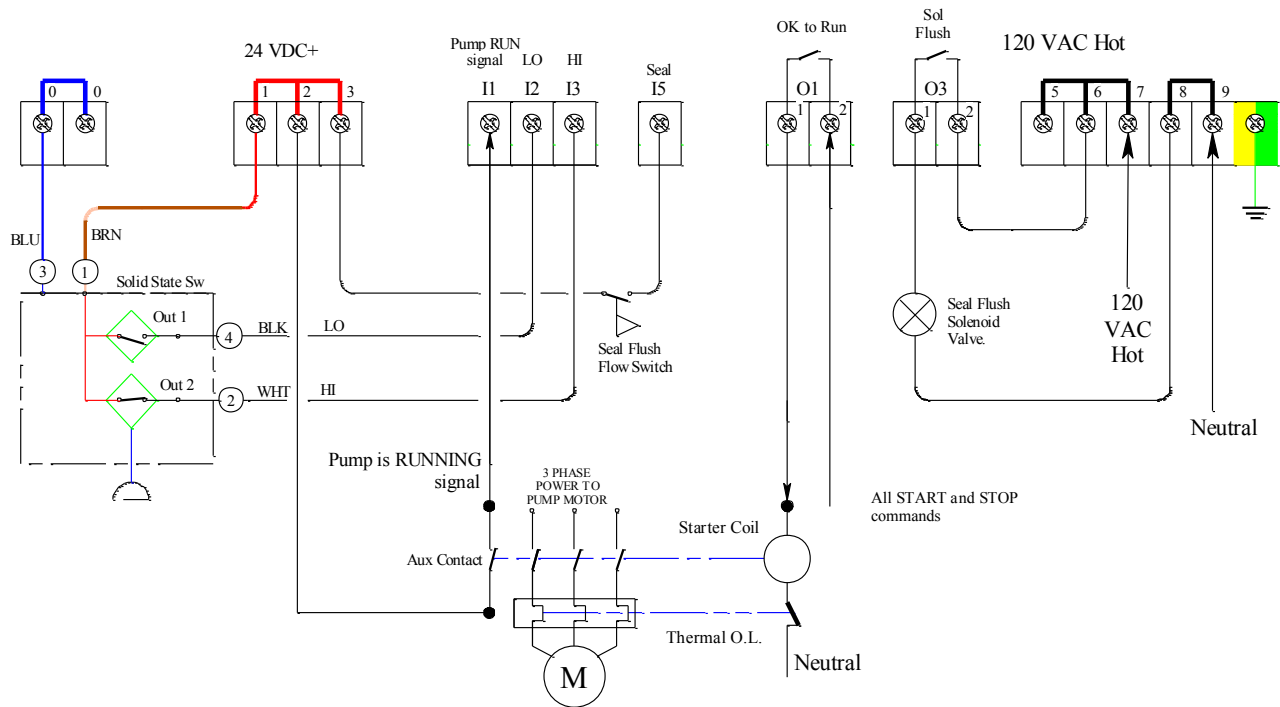 24 VDC+
Pump RUN
signal
LO
HI
I1
I2
I3
Seal
I5
OK to Run
O1
Sol
Flush
O3
120 VAC Hot
0
0
1
2
3
1
2
1
2
5
6
7
8
9
BLU
BRN
3
1
Solid State Sw
Out 1
4
BLK
LO
Out 2
2
WHT
HI
Seal Flush
Flow Switch
Seal Flush
Solenoid
Valve.
120
VAC
Hot
Neutral
Pump is RUNNING
signal
3 PHASE
POWER TO
PUMP MOTOR
All START and STOP
commands
Starter Coil
Aux Contact
Thermal O.L.
Neutral
M